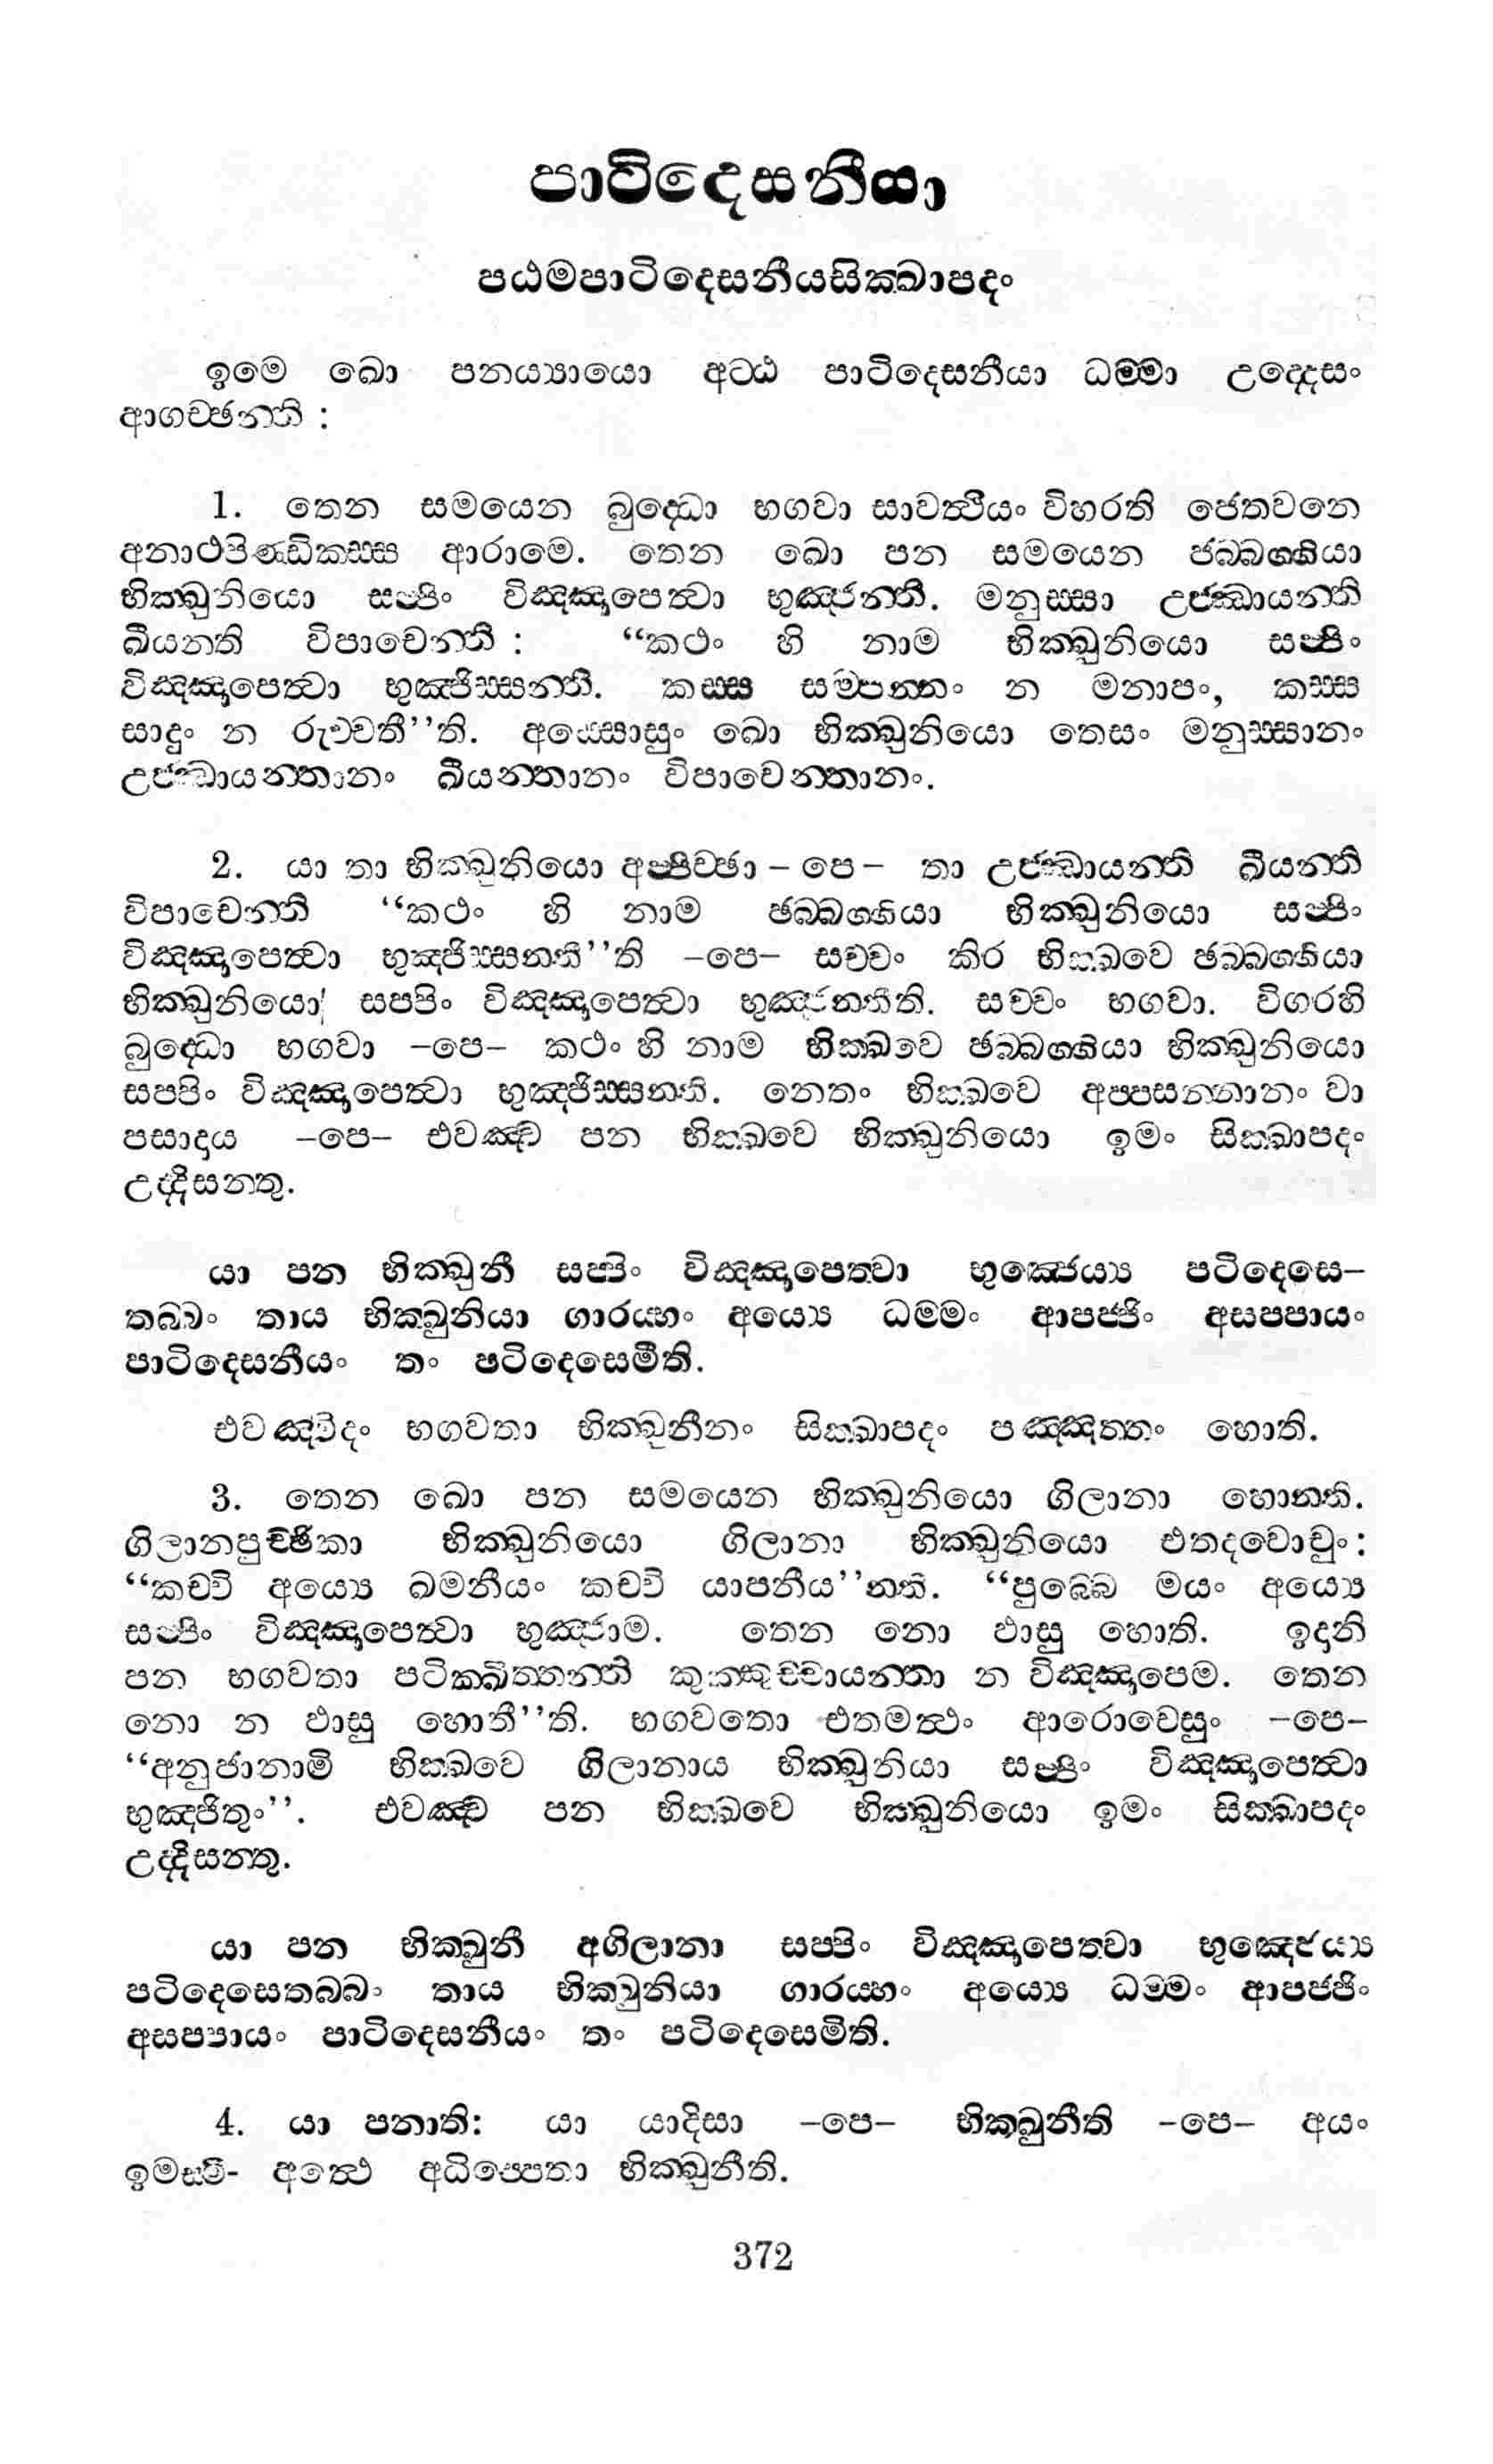 පාටිදෙසනීයා
පඨමපාටිදෙසනීයසික්ඛාපදං
ඉමෙ ඛො පනය්‍යායො අට්ඨ පාටිදෙසනීයා ධම්මා උද්දෙසං
ආගච්ඡන්ති :
1. තෙන සමයෙන බුද්ධො භගවා සාවත්ථියං විහරති ජෙතවනෙ
අනාථපිණ්ඩිකස්ස ආරාමෙ. තෙන ඛො පන සමයෙන ඡබ්බග්ගියා
භික්ඛුනියො සප්පිං විඤ්ඤාපෙත්වා භුඤ්ජන්ති. මනුස්සා උජ්ඣායන්ති
ඛීයනති විපාචෙන්ති : “කථං හි නාම භික්ඛුනියො සප්පිං
විඤ්ඤාපෙත්වා භුඤ්ජිස්සන්ති. කස්ස සම්පන්නං න මනාපං, කස්ස
සාදුං න රුච්චතී’’ති. අස්සොසුං ඛො භික්ඛුනියො තෙසං මනුස්සානං
උජ්ඣායන්තානං ඛීයන්තානං විපාචෙන්තානං.
2. යා තා භික්ඛුනියො අප්පිච්ඡා – පෙ – තා උජ්ඣායන්ති ඛීයන්ති
විපාචෙන්ති “කථං හි නාම ඡබ්බග්ගියා භික්ඛුනියො සප්පිං
විඤ්ඤාපෙත්වා භුඤ්ජිස්සන්තී’’ති –පෙ– සච්චං කිර භික්ඛවෙ ඡබ්බග්ගියා
භික්ඛුනියො සප්පිං විඤ්ඤාපෙත්වා භුඤ්ජන්තීති. සච්චං භගවා. විගරහි
බුද්ධො භගවා –පෙ– කථං හි නාම භික්ඛවෙ ඡබ්බග්ගියා භික්ඛුනියො
සප්පිං විඤ්ඤාපෙත්වා භුඤ්ජිස්සන්ති. නෙතං භික්ඛවෙ අප්පසන්නානං වා
පසාදාය –පෙ– එවඤ්ච පන භික්ඛවෙ භික්ඛුනියො ඉමං සික්ඛාපදං
උද්දිසන්තු.
යා පන භික්ඛුනී සප්පිං විඤ්ඤාපෙත්වා භුඤ්ජෙය්‍ය පටිදෙසෙ–
තබ්බං තාය භික්ඛුනියා ගාරය්හං අය්‍යෙ ධම්මං ආපජ්ජිං අසප්පායං
පාටිදෙසනීයං තං පටිදෙසෙමීති.
එවඤ්චිදං භගවතා භික්ඛුනීනං සික්ඛාපදං පඤ්ඤත්තං හොති.
3. තෙන ඛො පන සමයෙන භික්ඛුනියො ගිලානා හොන්ති.
ගිලානපුච්ඡිකා භික්ඛුනියො ගිලානා භික්ඛුනියො එතදවොචුං :
“කච්චි අය්‍යෙ ඛමනීයං කච්චි යාපනීය’’න්ති. “පුබ්බෙ මයං අය්‍යෙ
සප්පිං විඤ්ඤාපෙත්වා භුඤ්ජාම. තෙන නො ඵාසු හොති. ඉදානි
පන භගවතා පටික්ඛිත්තන්ති කුක්කුච්චායන්තා න විඤ්ඤාපෙම. තෙන
නො න ඵාසු හොතී’’ති. භගවතො එතමත්ථං ආරොචෙසුං –පෙ–
“අනුජානාමි භික්ඛවෙ ගිලානාය භික්ඛුනියා සප්පිං විඤ්ඤාපෙත්වා
භුඤ්ජිතුං’’. එවඤ්ච පන භික්ඛවෙ භික්ඛුනියො ඉමං සික්ඛාපදං
උද්දිසන්තු.
යා පන භික්ඛුනී අගිලානා සප්පිං විඤ්ඤාපෙත්වා භුඤ්ජෙය්‍ය
පටිදෙසෙතබ්බං තාය භික්ඛුනියා ගාරය්හං අය්‍යෙ ධම්මං ආපජ්ජිං
අසප්පායං පාටිදෙසනීයං තං පටිදෙසෙමිති.
4. යා පනාති: යා යාදිසා –පෙ– භික්ඛුනීති –පෙ– අයං
ඉමස්මිං අත්ථෙ අධිප්පෙතා භික්ඛුනීති.
372